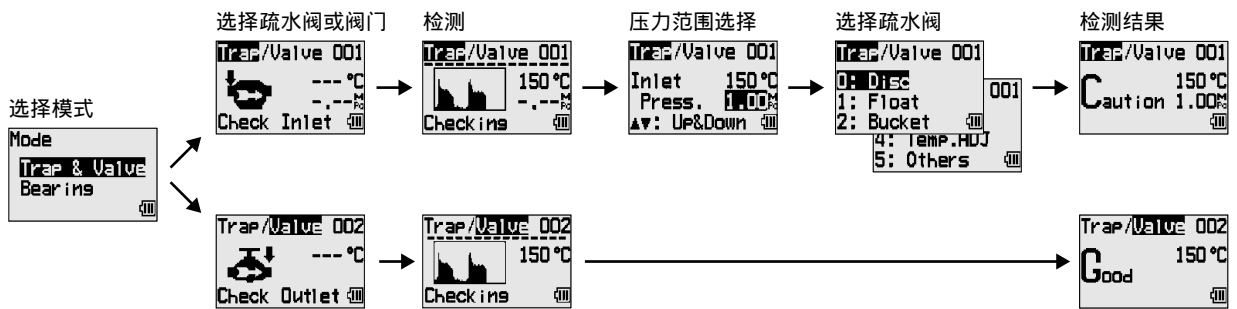 选择模式
Mode
Trap & Valve
Bearing
选择疏水阀或阀门
Trap/Valve 001
--- °C
-.-- MPa
Check Inlet
检测
Trap/Valve 001
150 °C
-.-- MPa
Checking
压力范围选择
Trap/Valve 001
Inlet 150 °C
Press. 1.00 MPa
▲▼: Up&Down
选择疏水阀
Trap/Valve 001
0: Disc
1: Float
2: Bucket
001
4: Temp.ADJ
5: Others
检测结果
Trap/Valve 001
150 °C
Caution 1.00 MPa
Trap/Valve 002
--- °C
Check Outlet
Trap/Valve 002
150 °C
Checking
Trap/Valve 002
150 °C
Good